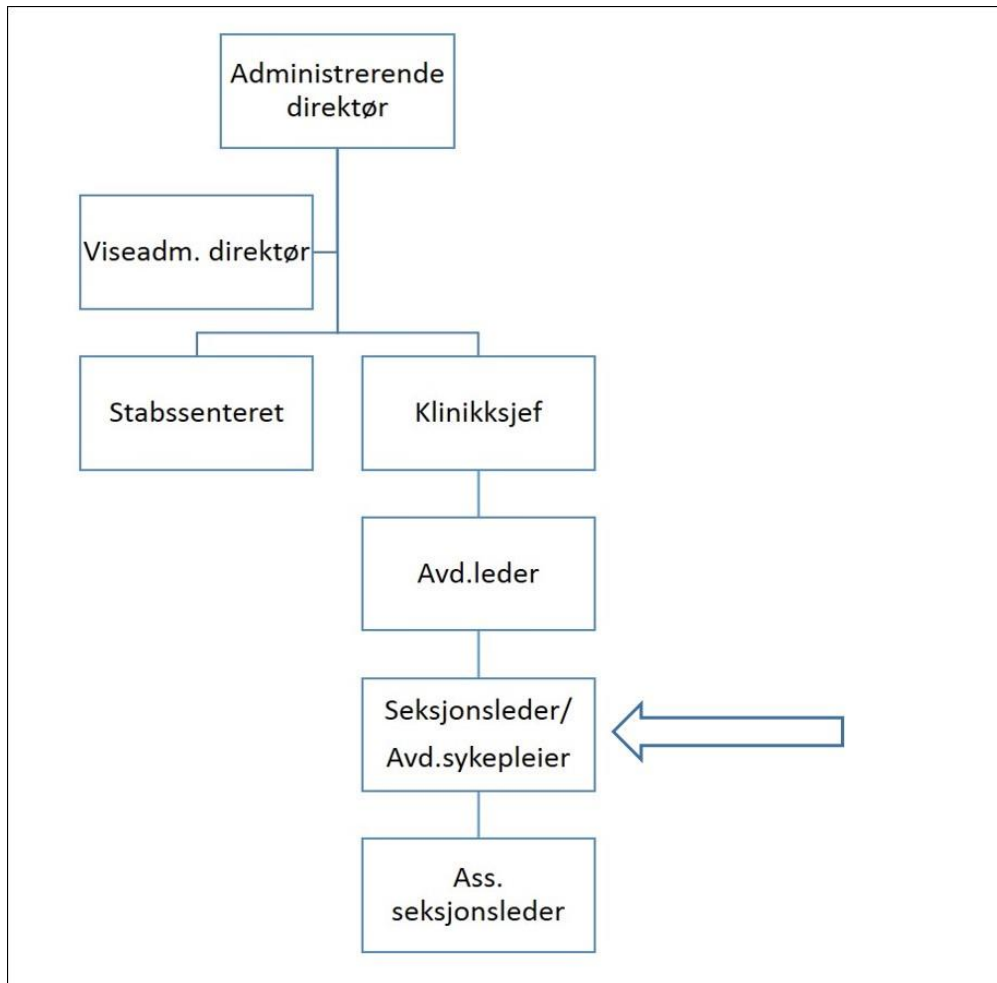 Administrerende
direktør
Viseadm. direktør
Stabssenteret
Klinikksjef
Avd.leder
Seksjonsleder/
Avd.sykepleier
Ass.
seksjonsleder